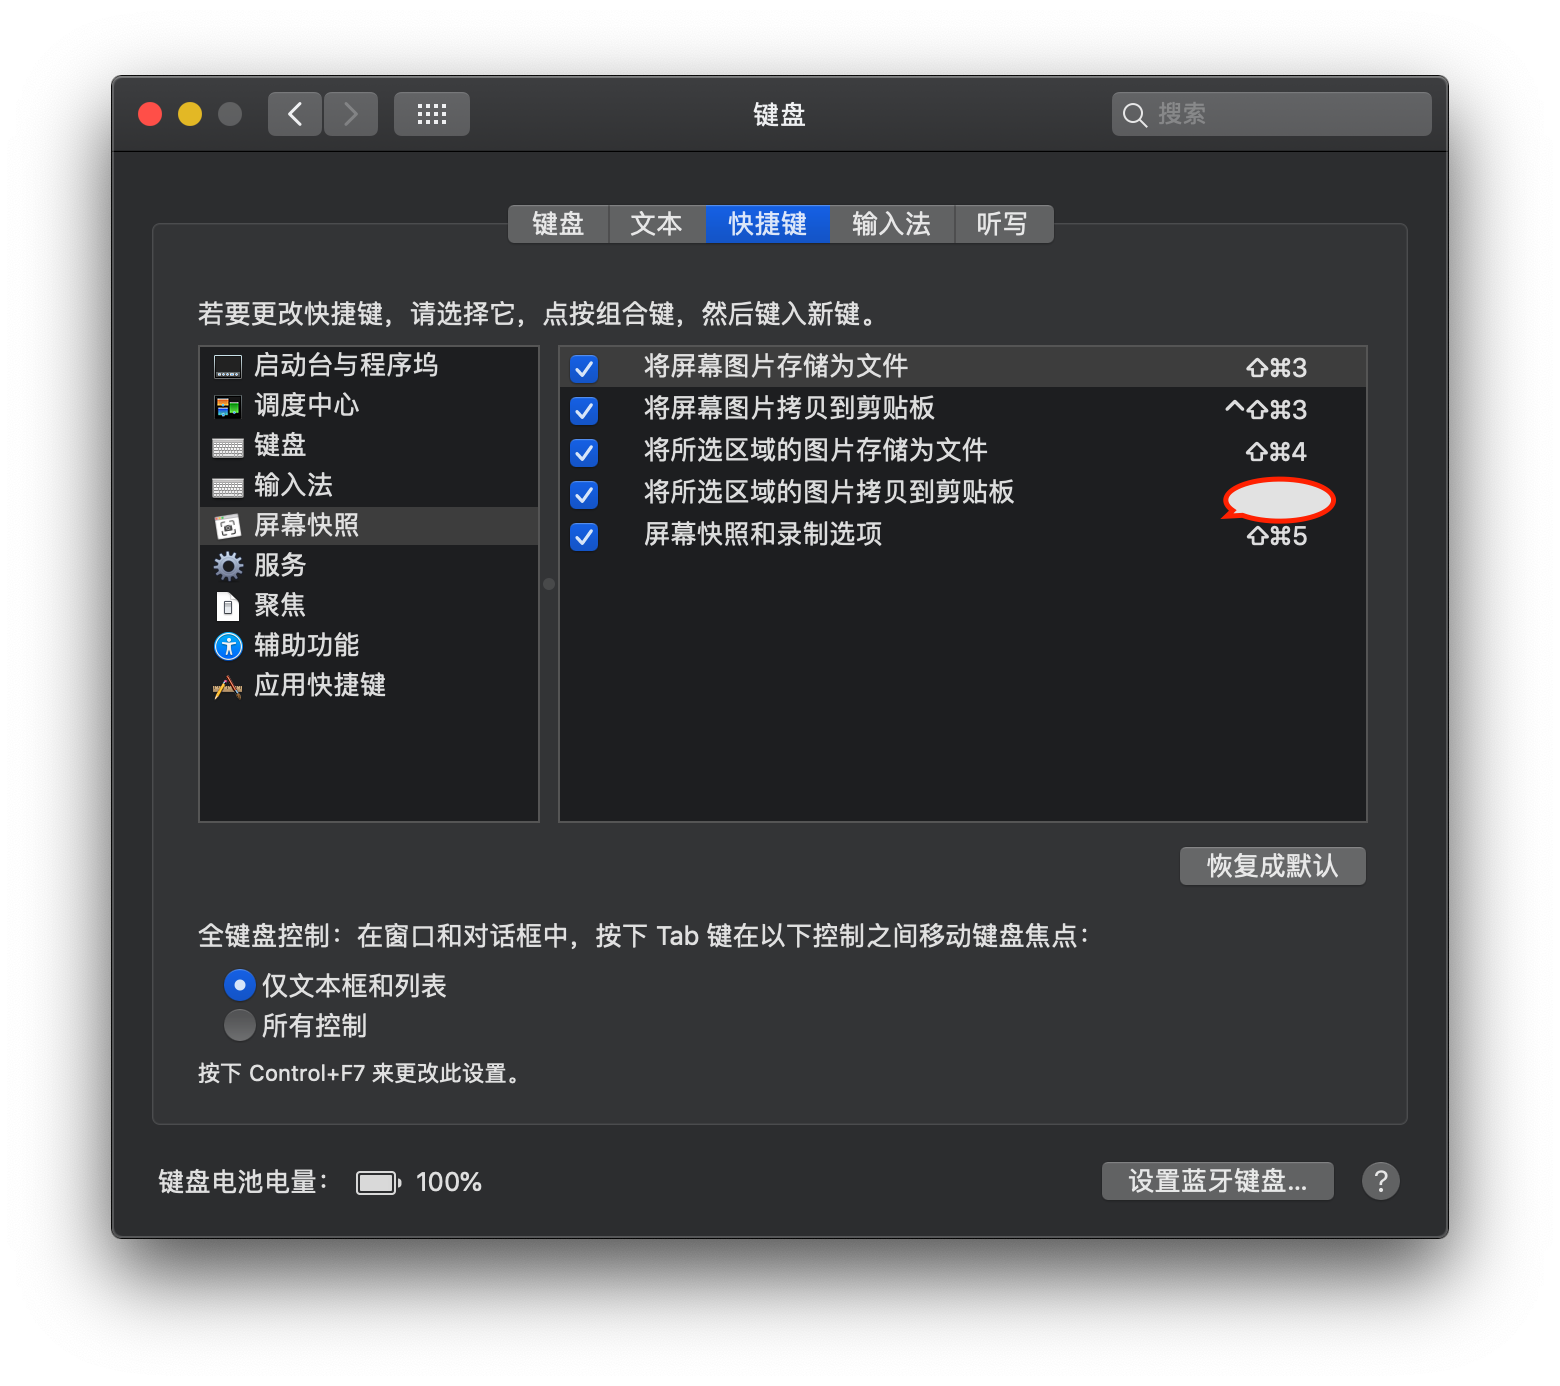 键盘
搜索
键盘 文本 快捷键 输入法 听写
若要更改快捷键，请选择它，点按组合键，然后键入新键。
启动台与程序坞
调度中心
键盘
输入法
屏幕快照
服务
聚焦
辅助功能
应用快捷键
将屏幕图片存储为文件 ⇧⌘3
将屏幕图片拷贝到剪贴板 ^⇧⌘3
将所选区域的图片存储为文件 ⇧⌘4
将所选区域的图片拷贝到剪贴板
屏幕快照和录制选项 ⇧⌘5
恢复成默认
全键盘控制：在窗口和对话框中，按下 Tab 键在以下控制之间移动键盘焦点：
仅文本框和列表
所有控制
按下 Control+F7 来更改此设置。
键盘电池电量： 100%
设置蓝牙键盘... ?